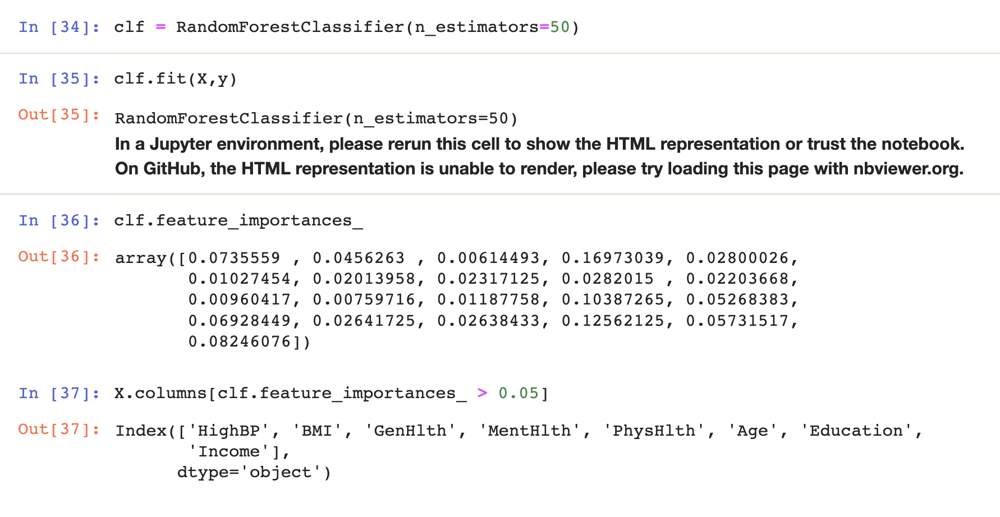 In [34]: clf = RandomForestClassifier(n_estimators=50)
In [35]: clf.fit(X,y)
Out[35]: RandomForestClassifier(n_estimators=50)
In a Jupyter environment, please rerun this cell to show the HTML representation or trust the notebook.
On GitHub, the HTML representation is unable to render, please try loading this page with nbviewer.org.
In [36]: clf.feature_importances_
Out[36]: array([0.0735559 , 0.0456263 , 0.00614493, 0.16973039, 0.02800026,
0.01027454, 0.02013958, 0.02317125, 0.0282015 , 0.02203668,
0.00960417, 0.00759716, 0.01187758, 0.10387265, 0.05268383,
0.06928449, 0.02641725, 0.02638433, 0.12562125, 0.05731517,
0.08246076])
In [37]: X.columns[clf.feature_importances_ > 0.05]
Out[37]: Index(['HighBP', 'BMI', 'GenHlth', 'MentHlth', 'PhysHlth', 'Age', 'Education',
'Income'],
dtype='object')